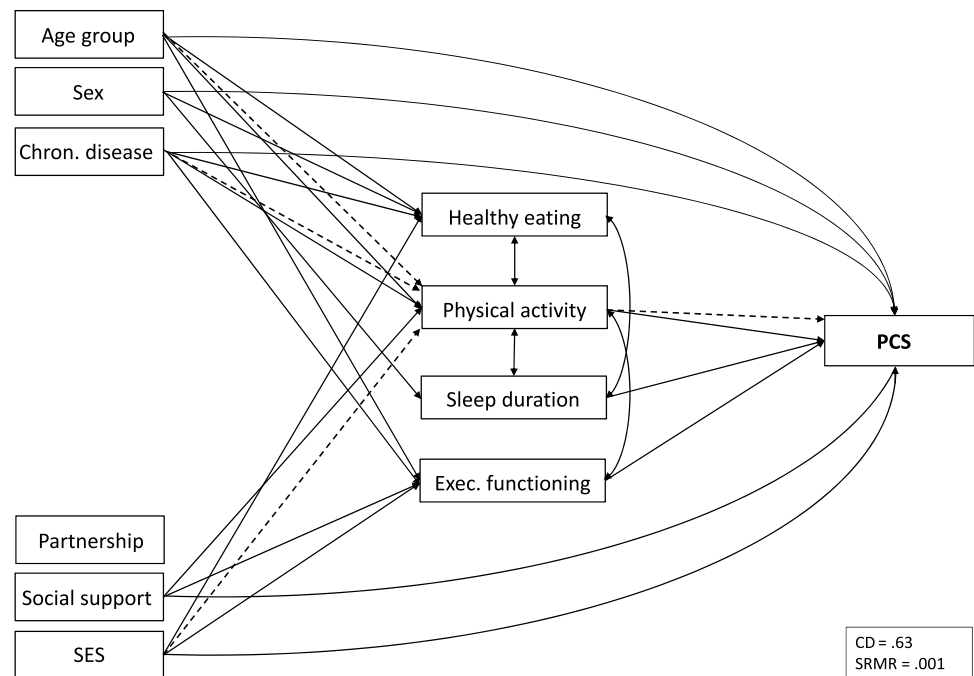 Age group
Sex
Chron. disease
Healthy eating
Physical activity
PCS
Sleep duration
Exec. functioning
Partnership
Social support
SES
CD = .63
SRMR = .001